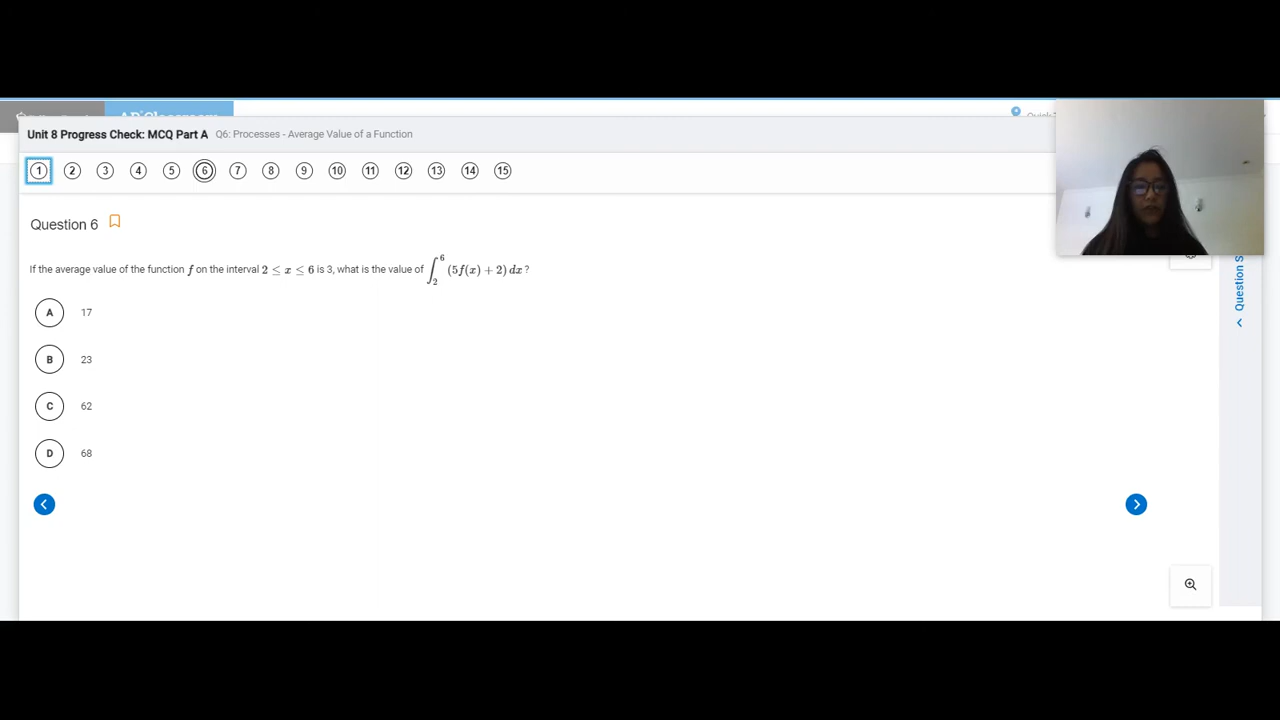 Unit 8 Progress Check: MCQ Part A Q6: Processes - Average Value of a Function
1 2 3 4 5 6 7 8 9 10 11 12 13 14 15
Question 6
If the average value of the function f on the interval 2 ≤ x ≤ 6 is 3, what is the value of ∫₂⁶ (5f(x) + 2) dx ?
A 17
B 23
C 62
D 68
Question